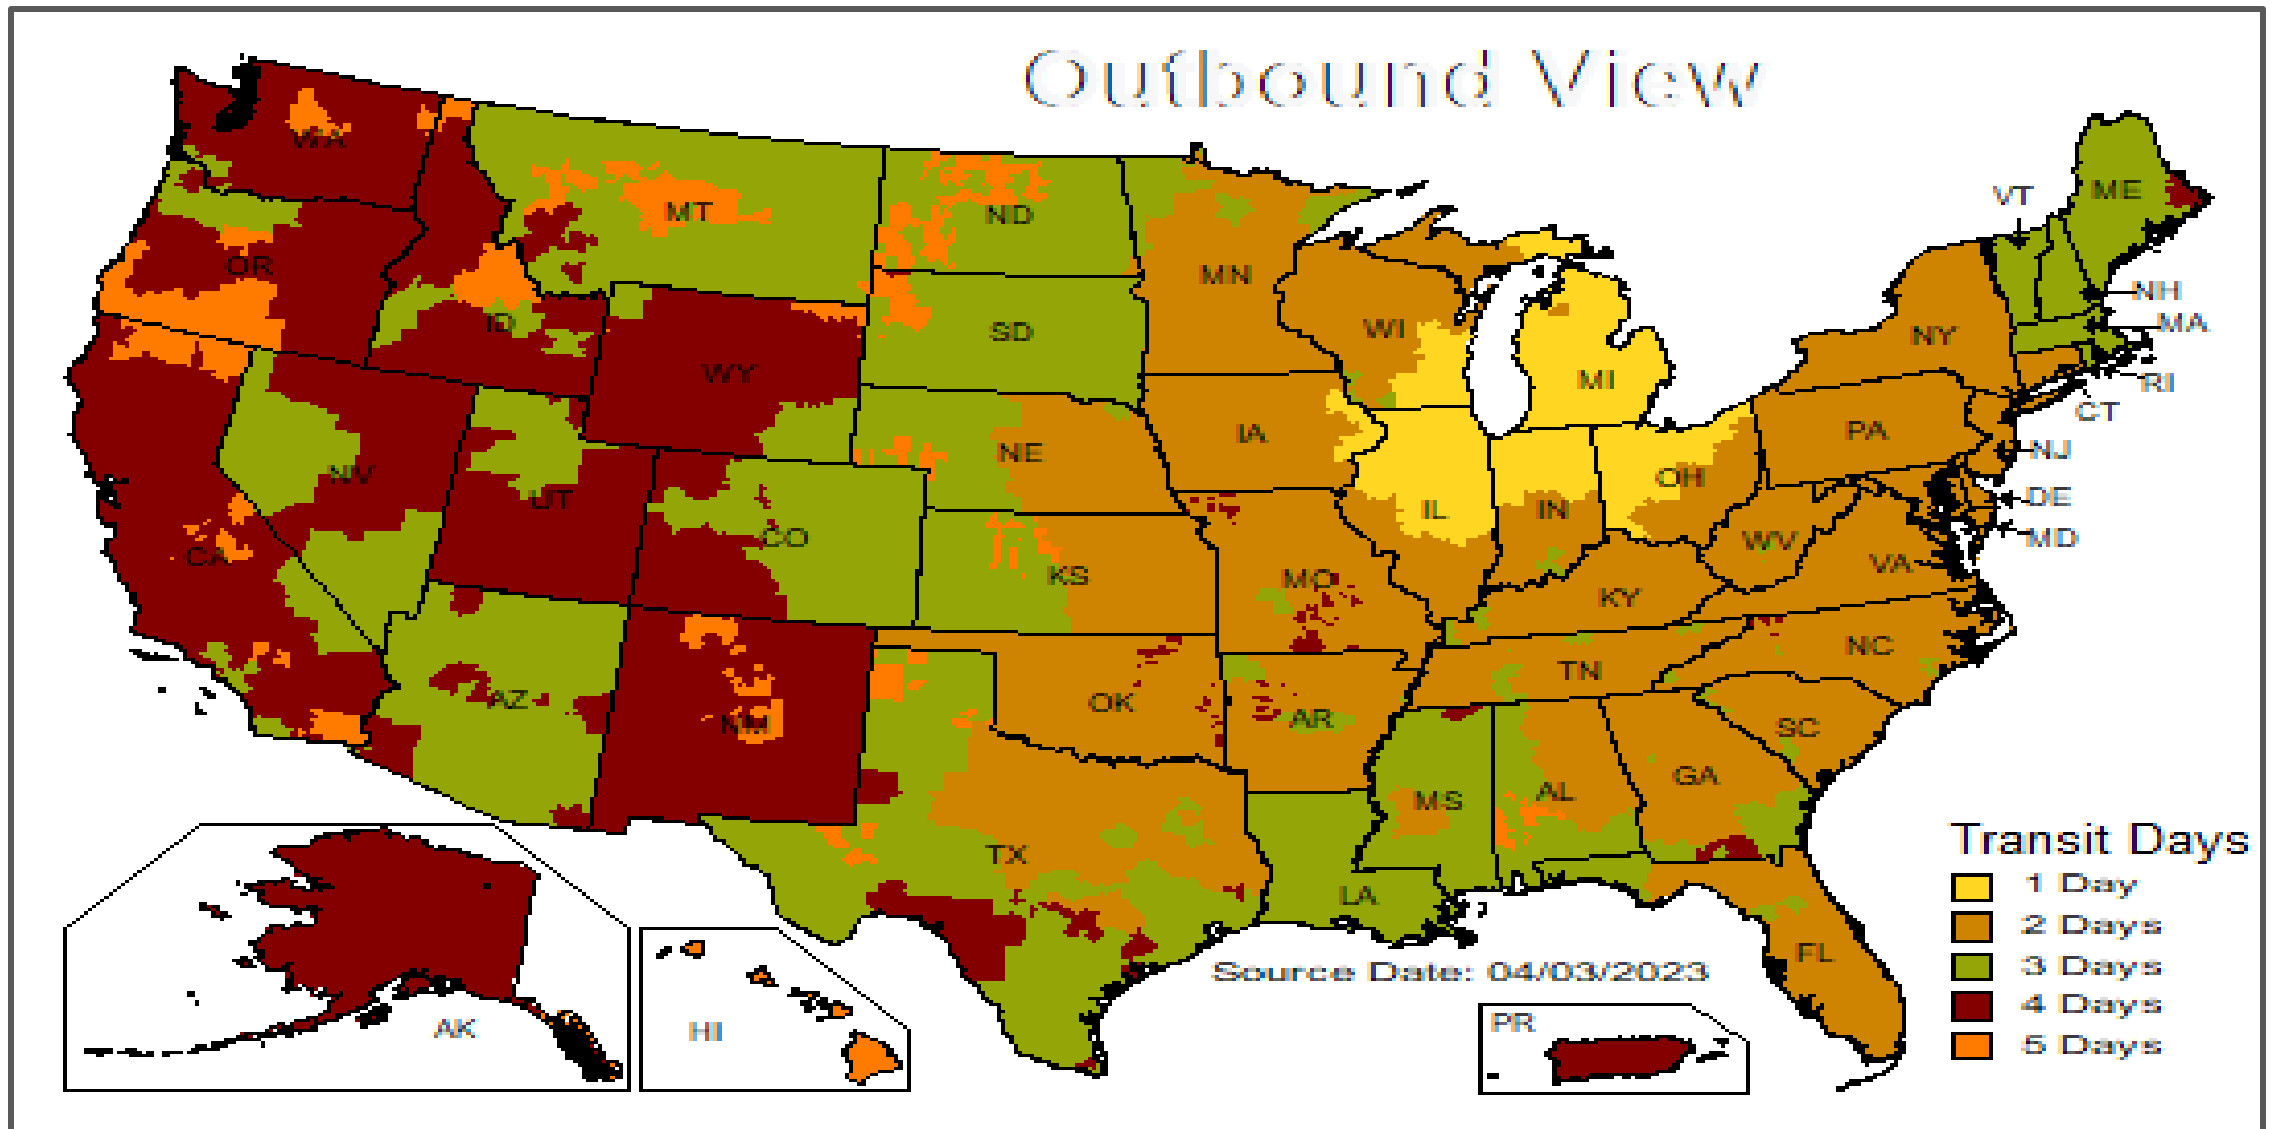 Outbound View
WA
MT
ND
VT
ME
OR
MN
NH
ID
SD
WI
MA
NY
WY
MI
RI
CT
IA
PA
NE
NJ
NV
OH
UT
IL
IN
DE
CO
WV
MD
CA
KS
MO
VA
KY
NC
AZ
TN
OK
NM
AR
SC
GA
MS
AL
TX
LA
FL
Transit Days
1 Day
2 Days
3 Days
4 Days
5 Days
Source Date: 04/03/2023
AK
HI
PR